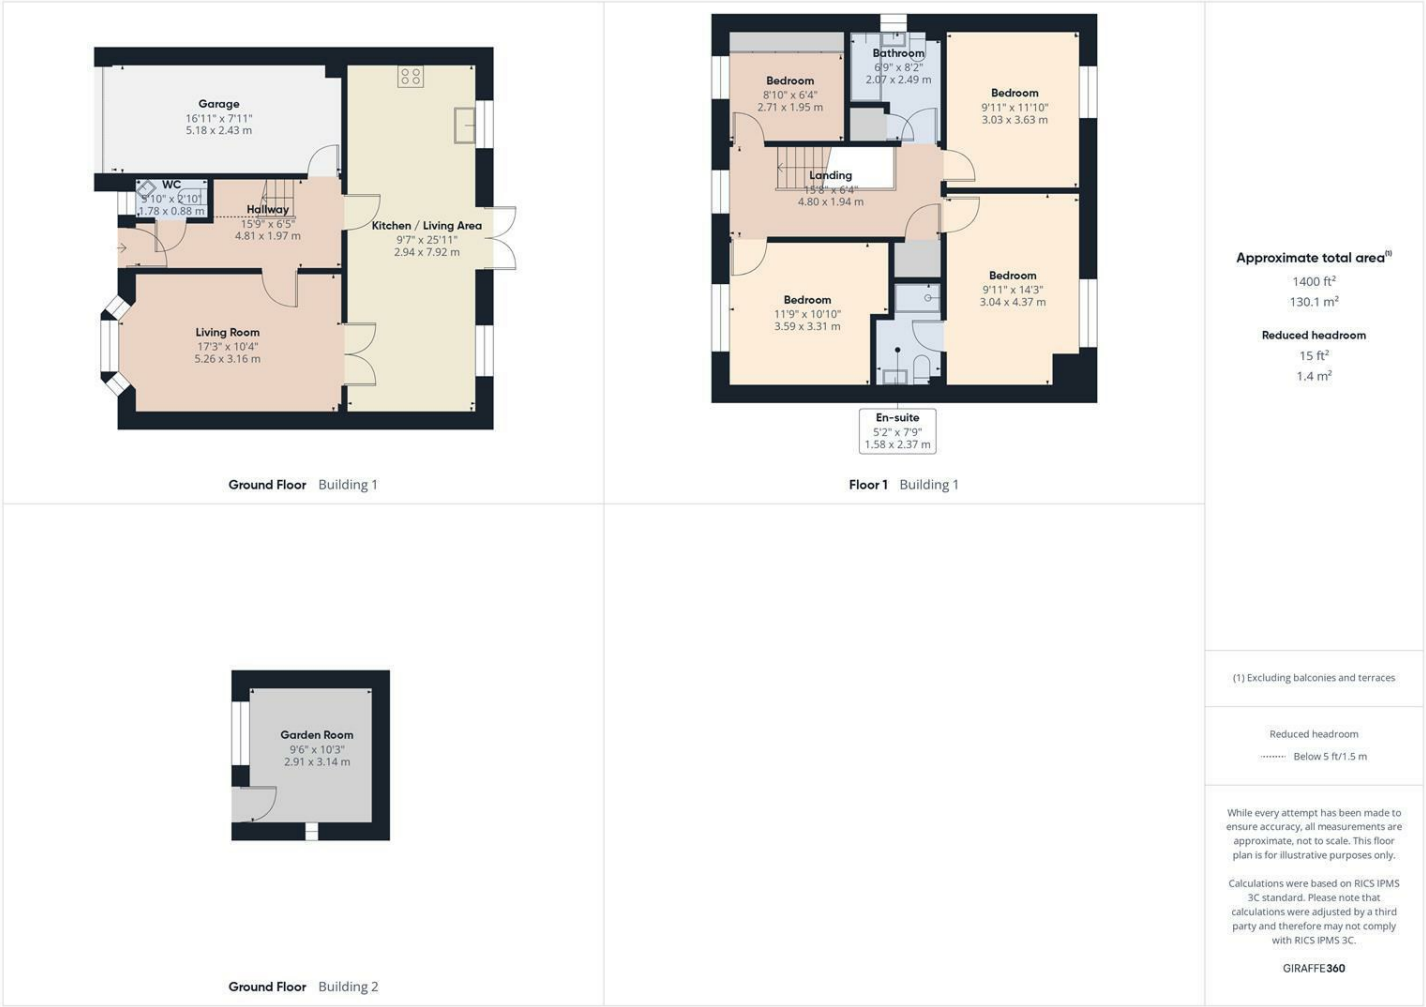 Garage
16'11" x 7'11"
5.18 x 2.43 m
WC
5'10" x 2'10"
1.78 x 0.88 m
Hallway
15'9" x 6'5"
4.81 x 1.97 m
Kitchen / Living Area
9'7" x 25'11"
2.94 x 7.92 m
Living Room
17'3" x 10'4"
5.26 x 3.16 m
Ground Floor Building 1
Bedroom
8'10" x 6'4"
2.71 x 1.95 m
Bathroom
6'9" x 8'2"
2.07 x 2.49 m
Bedroom
9'11" x 11'10"
3.03 x 3.63 m
Landing
15'8" x 6'4"
4.80 x 1.94 m
Bedroom
11'9" x 10'10"
3.59 x 3.31 m
Bedroom
9'11" x 14'3"
3.04 x 4.37 m
En-suite
5'2" x 7'9"
1.58 x 2.37 m
Floor 1 Building 1
Garden Room
9'6" x 10'3"
2.91 x 3.14 m
Ground Floor Building 2
Approximate total area(1)
1400 ft²
130.1 m²
Reduced headroom
15 ft²
1.4 m²
(1) Excluding balconies and terraces
Reduced headroom
Below 5 ft/1.5 m
While every attempt has been made to
ensure accuracy, all measurements are
approximate, not to scale. This floor
plan is for illustrative purposes only.
Calculations were based on RICS IPMS
3C standard. Please note that
calculations were adjusted by a third
party and therefore may not comply
with RICS IPMS 3C.
GIRAFFE360